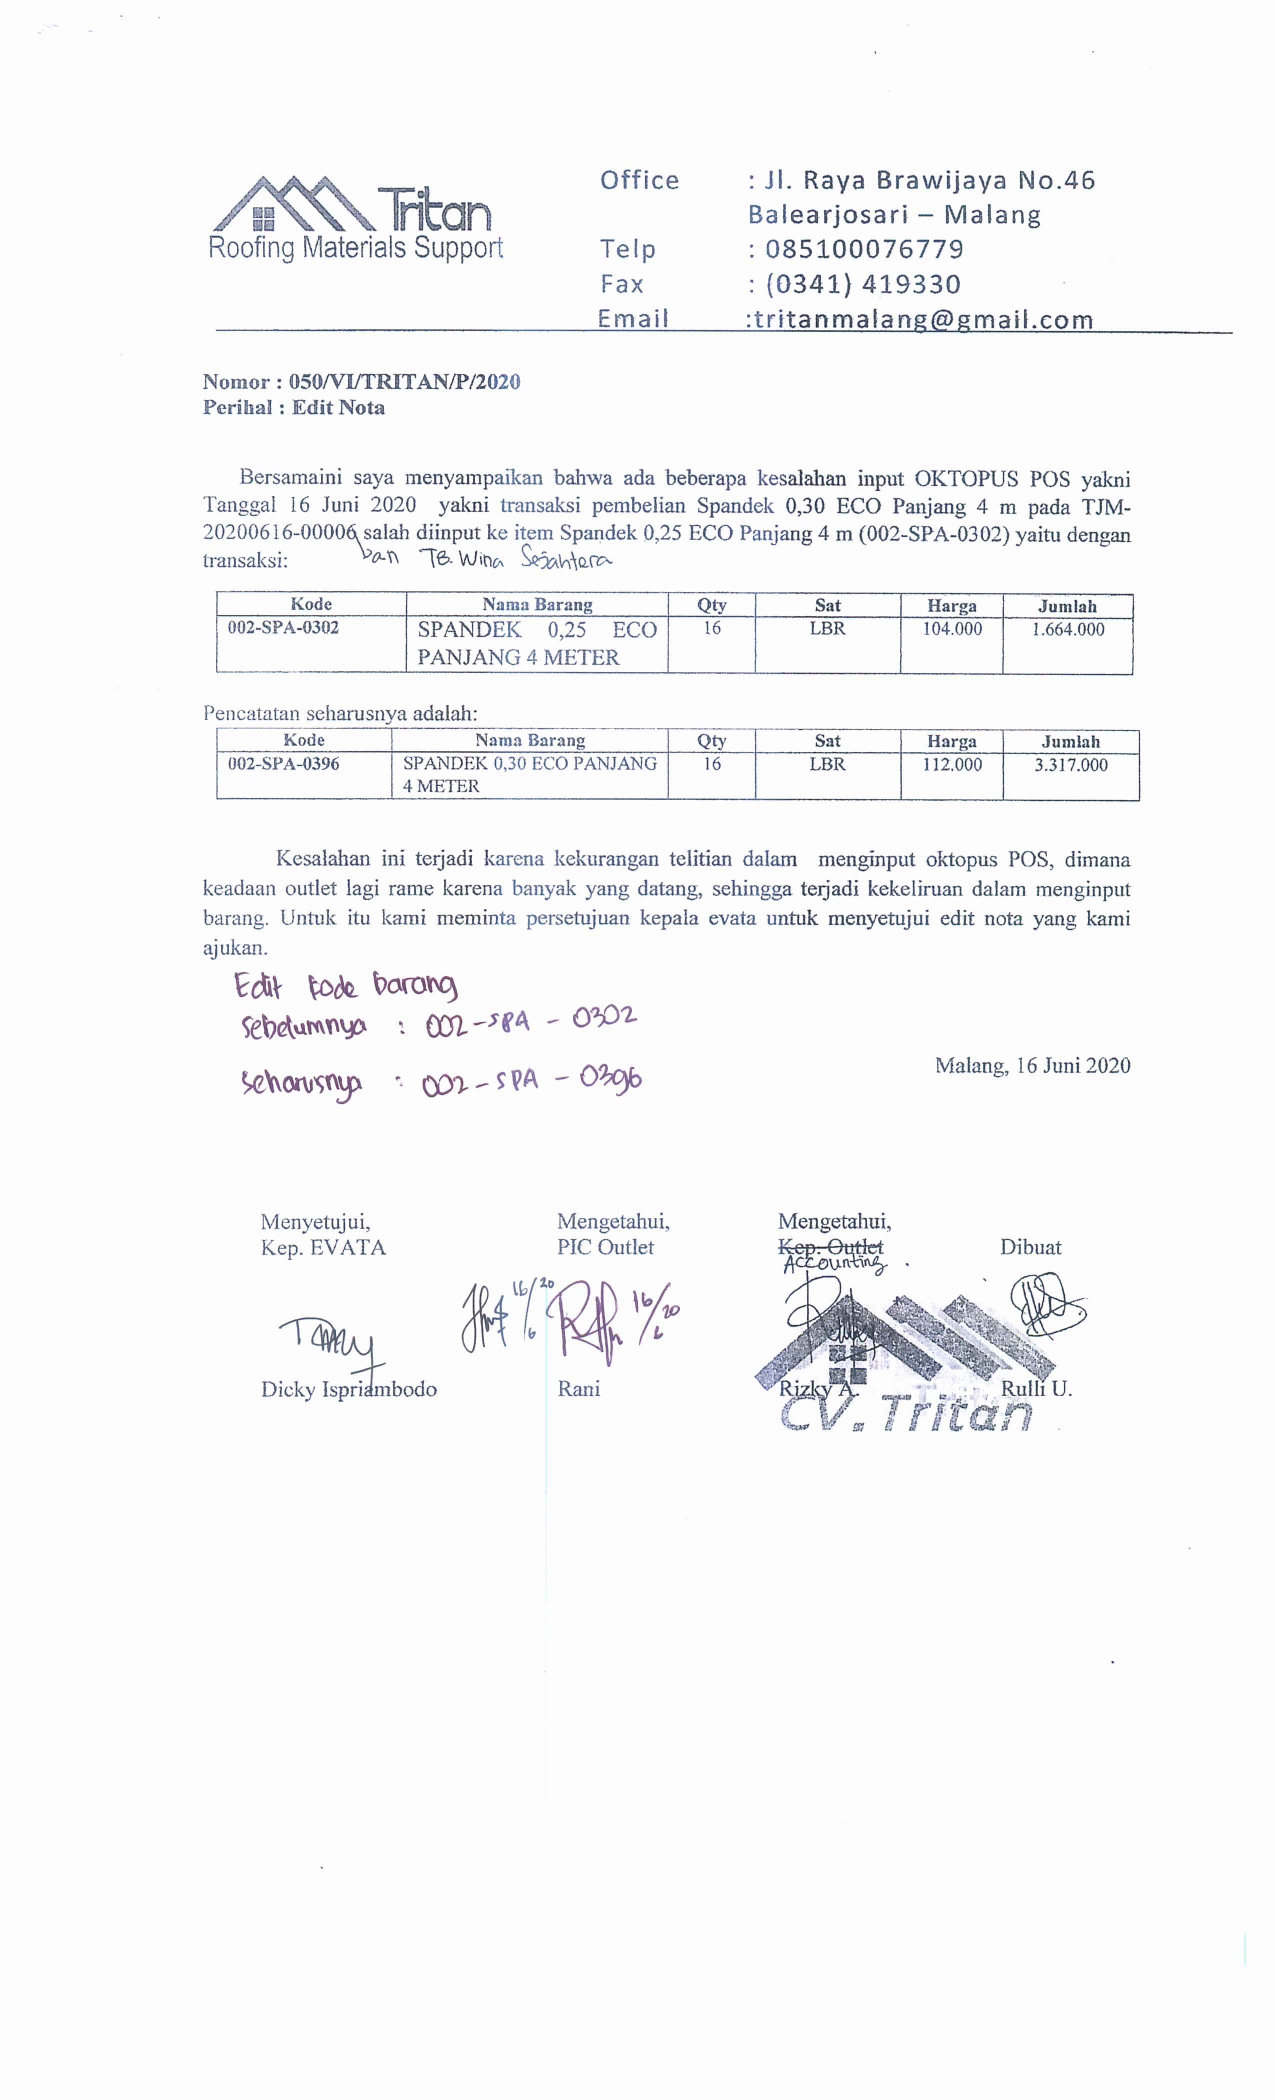 Tritan
Roofing Materials Support
Office : Jl. Raya Brawijaya No.46
Balearjosari – Malang
Telp : 085100076779
Fax : (0341) 419330
Email :tritanmalang@gmail.com
Nomor : 050/VI/TRITAN/P/2020
Perihal : Edit Nota
Bersamaini saya menyampaikan bahwa ada beberapa kesalahan input OKTOPUS POS yakni
Tanggal 16 Juni 2020 yakni transaksi pembelian Spandek 0,30 ECO Panjang 4 m pada TJM-
20200616-00006 salah diinput ke item Spandek 0,25 ECO Panjang 4 m (002-SPA-0302) yaitu dengan
transaksi: Dan TB. Wina Sejahtera
Kode Nama Barang Qty Sat Harga Jumlah
002-SPA-0302 SPANDEK 0,25 ECO 16 LBR 104.000 1.664.000
PANJANG 4 METER
Pencatatan seharusnya adalah:
Kode Nama Barang Qty Sat Harga Jumlah
002-SPA-0396 SPANDEK 0,30 ECO PANJANG 16 LBR 112.000 3.317.000
4 METER
Kesalahan ini terjadi karena kekurangan telitian dalam menginput oktopus POS, dimana
keadaan outlet lagi rame karena banyak yang datang, sehingga terjadi kekeliruan dalam menginput
barang. Untuk itu kami meminta persetujuan kepala evata untuk menyetujui edit nota yang kami
ajukan.
Edit kode barang
Sebelumnya : 002-SPA - 0302
Seharusnya : 002-SPA - 0396
Malang, 16 Juni 2020
Menyetujui, Mengetahui, Mengetahui,
Kep. EVATA PIC Outlet Kep. Outlet Dibuat
Accounting
16/6 20 16/6 20
Dicky Ispriambodo Rani Rizky A. Rulli U.
CV. Tritan